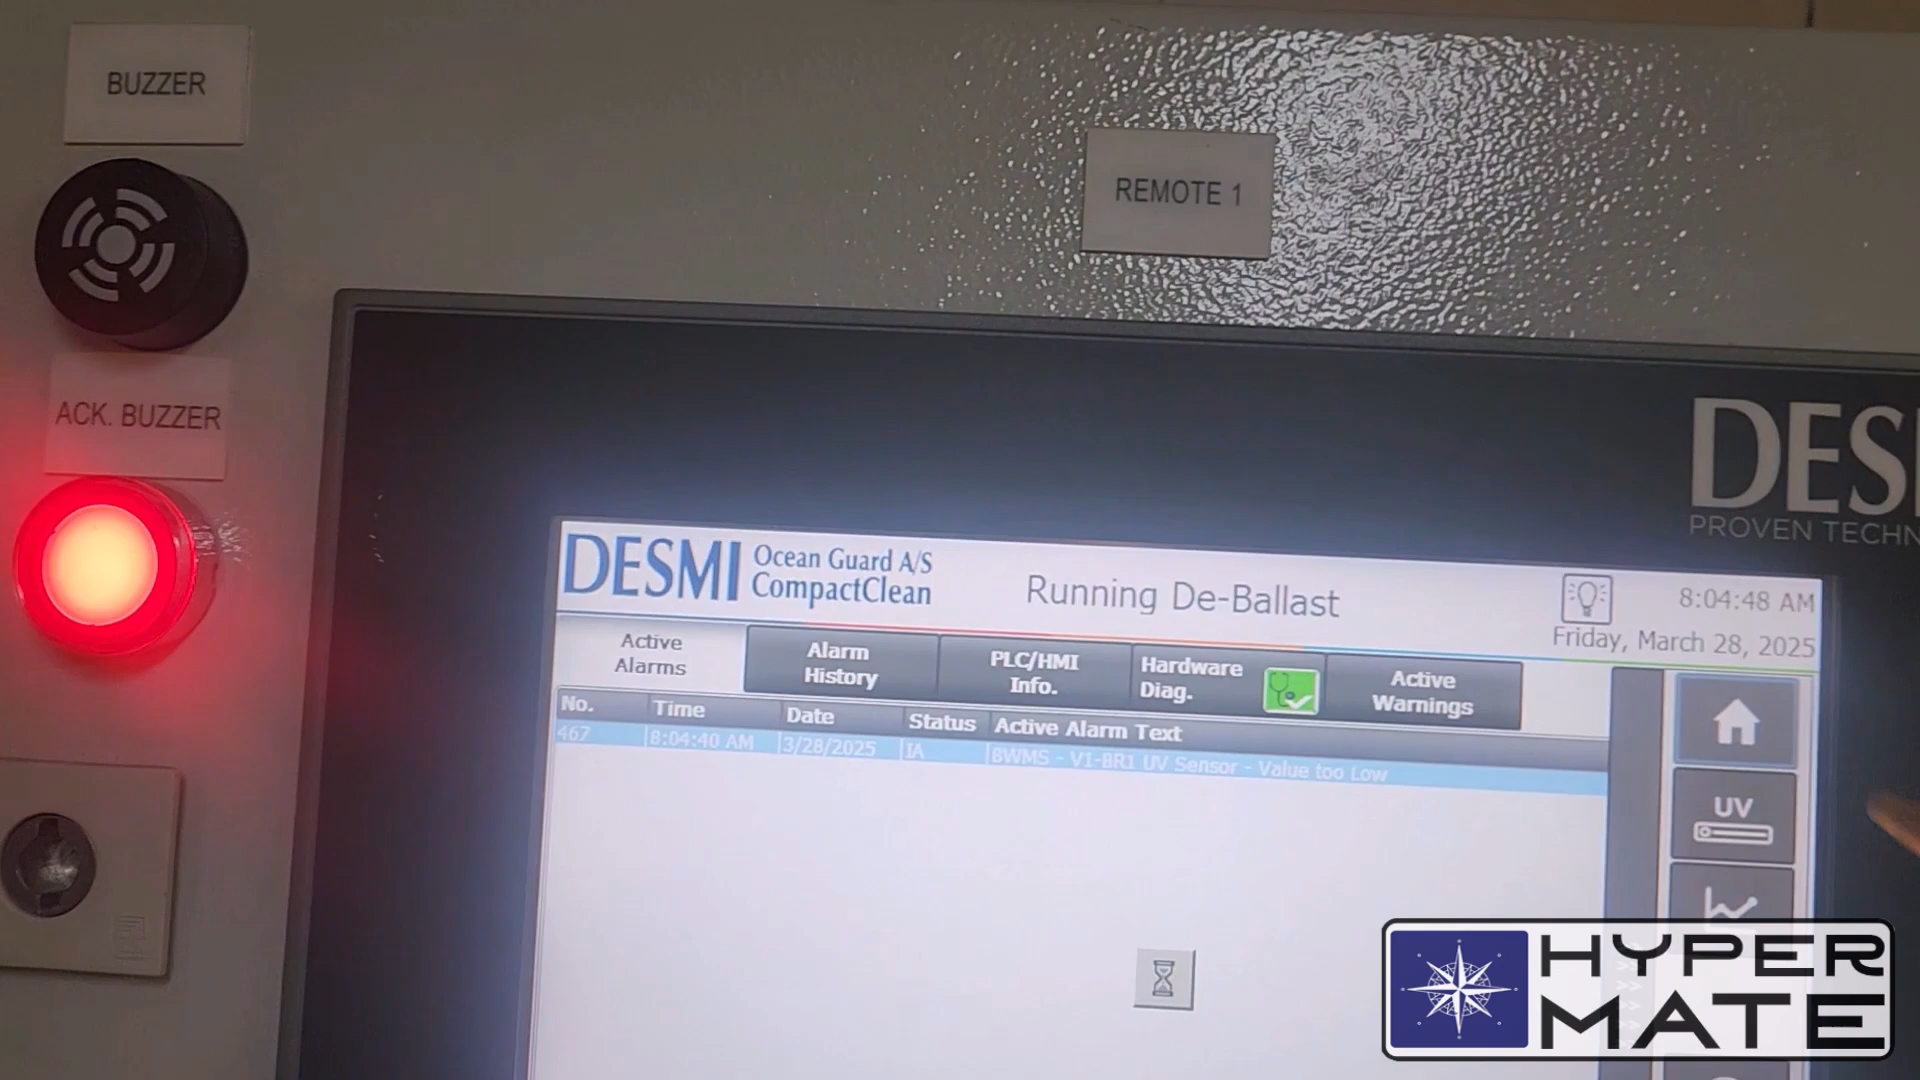 BUZZER
REMOTE 1
ACK. BUZZER
DESM
PROVEN TECHN
DESMI Ocean Guard A/S
CompactClean
Running De-Ballast
8:04:48 AM
Friday, March 28, 2025
Active
Alarms
Alarm
History
PLC/HMI
Info.
Hardware
Diag.
Active
Warnings
No. Time Date Status Active Alarm Text
467 8:04:40 AM 3/28/2025 IA BWMS - V1-BR1 UV Sensor - Value too Low
UV
HYPER
MATE